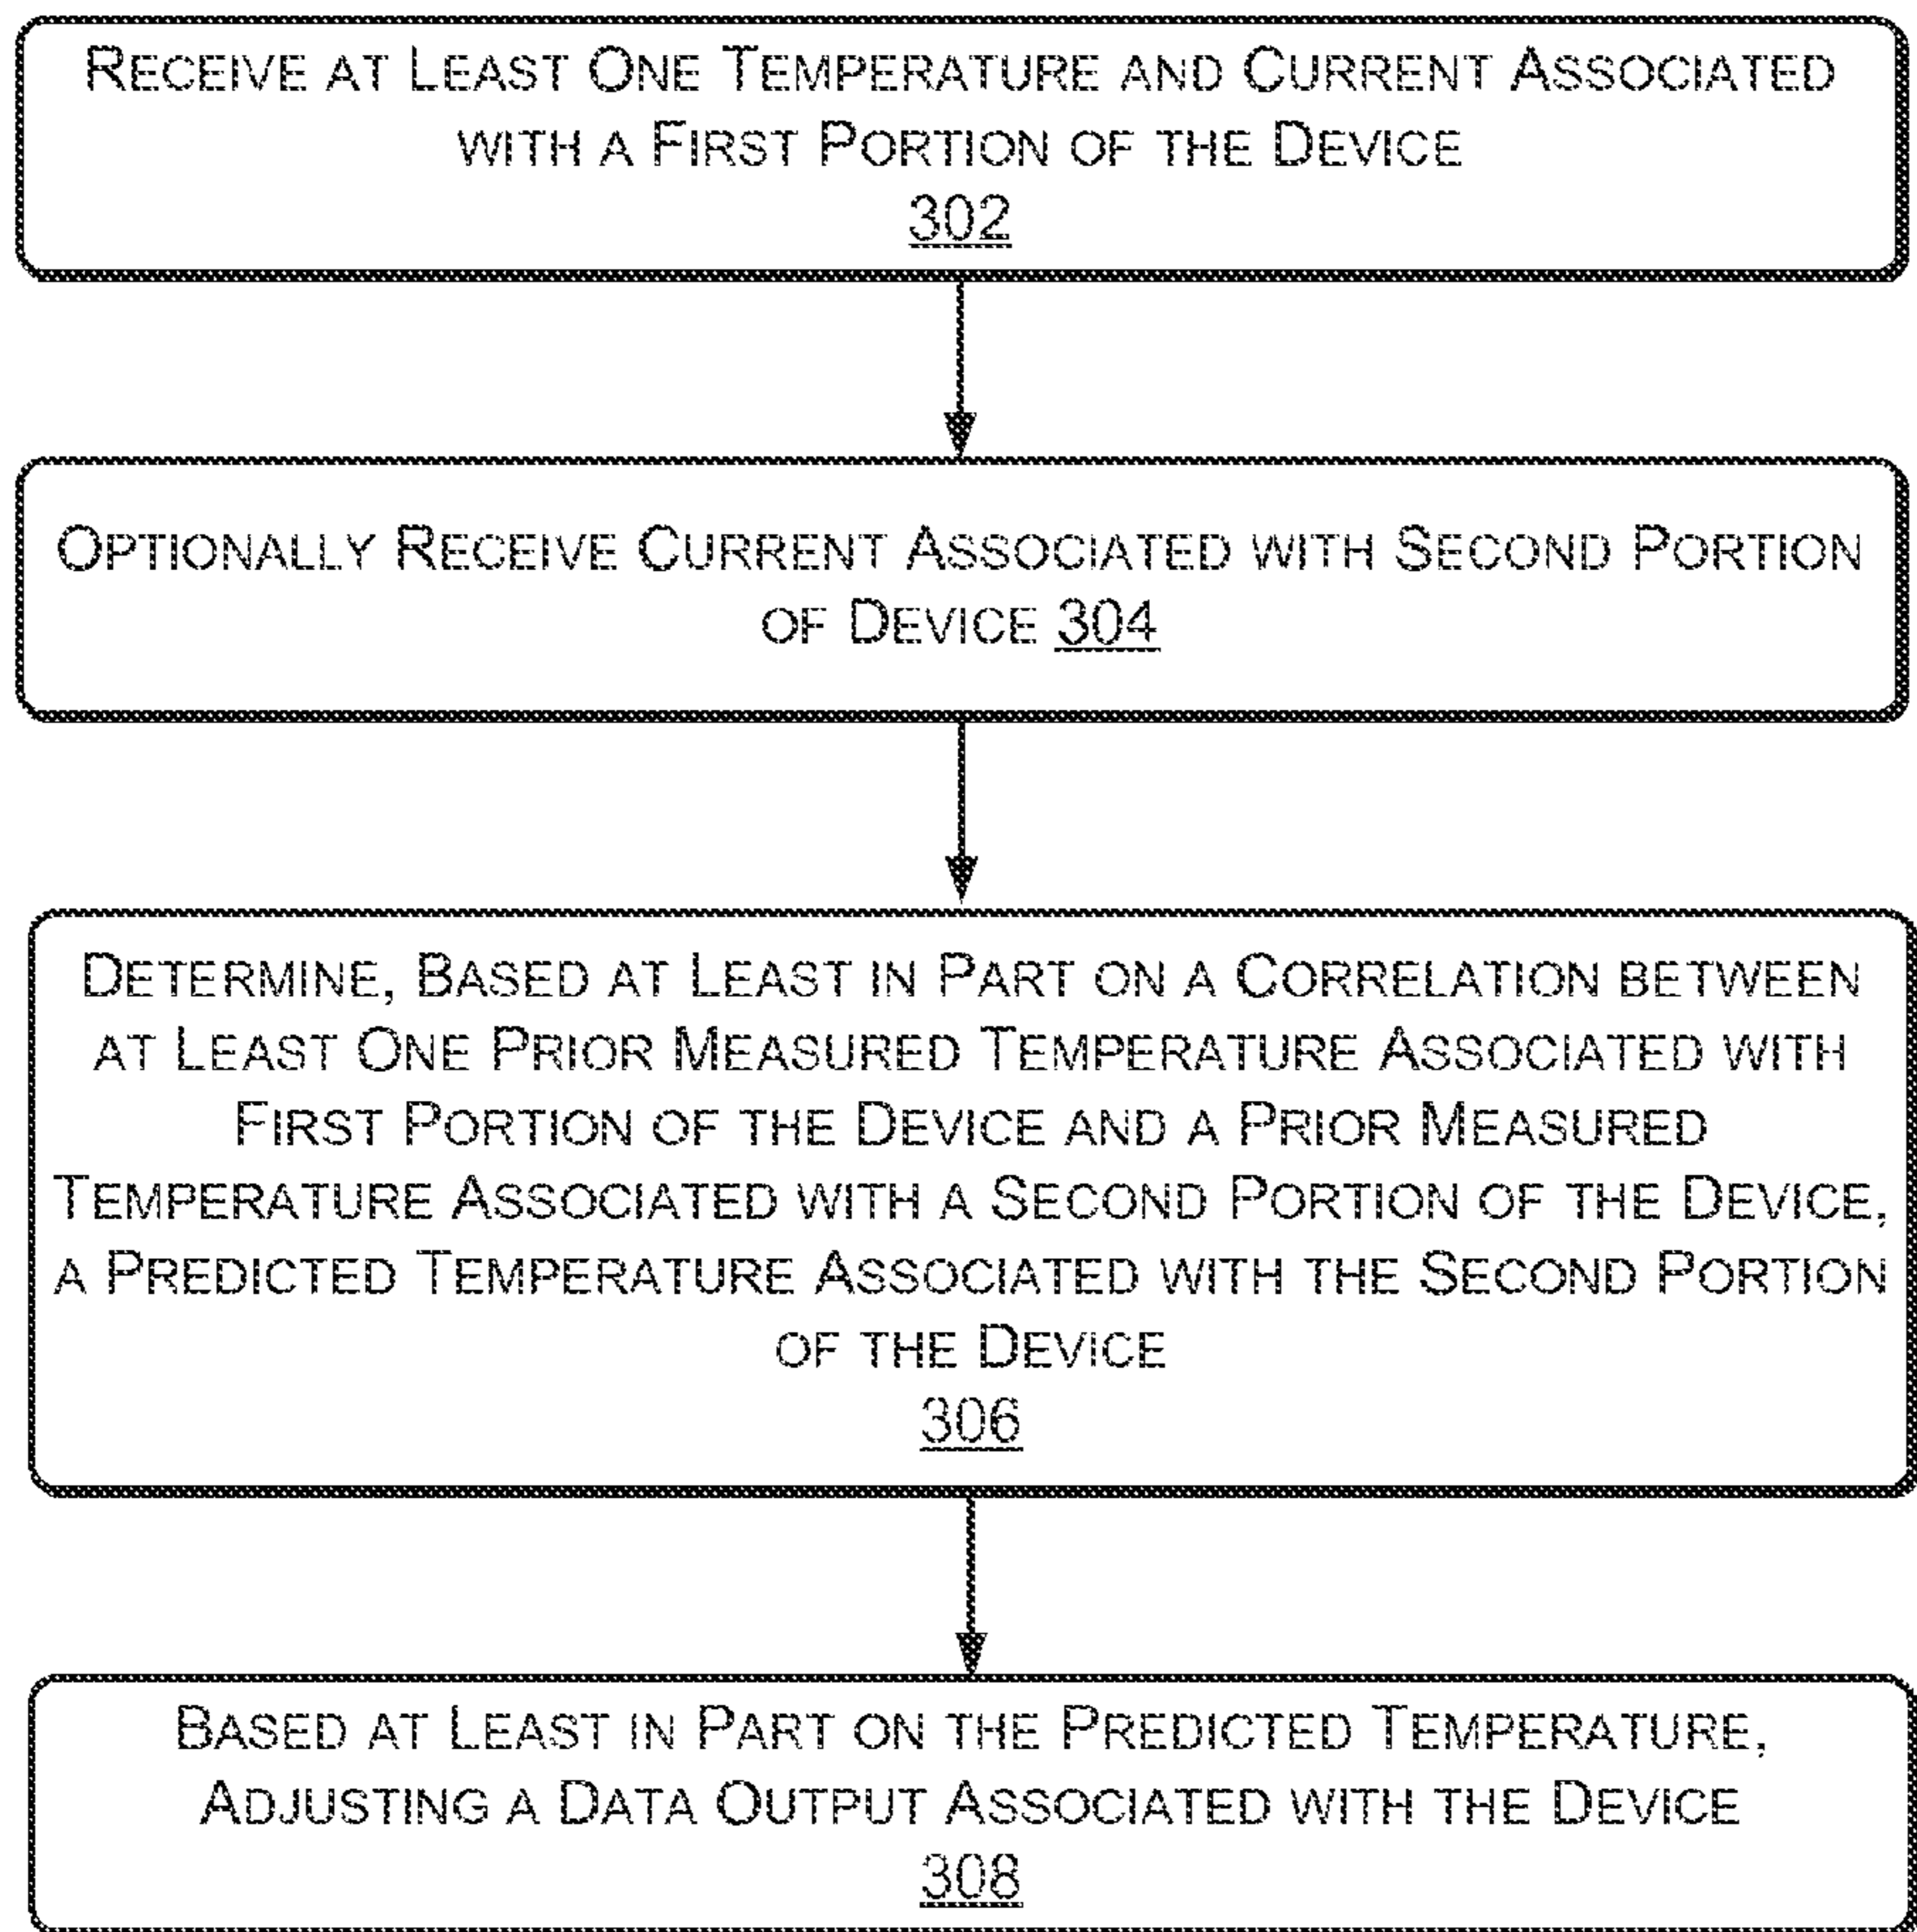 RECEIVE AT LEAST ONE TEMPERATURE AND CURRENT ASSOCIATED
WITH A FIRST PORTION OF THE DEVICE
302
OPTIONALLY RECEIVE CURRENT ASSOCIATED WITH SECOND PORTION
OF DEVICE 304
DETERMINE, BASED AT LEAST IN PART ON A CORRELATION BETWEEN
AT LEAST ONE PRIOR MEASURED TEMPERATURE ASSOCIATED WITH
FIRST PORTION OF THE DEVICE AND A PRIOR MEASURED
TEMPERATURE ASSOCIATED WITH A SECOND PORTION OF THE DEVICE,
A PREDICTED TEMPERATURE ASSOCIATED WITH THE SECOND PORTION
OF THE DEVICE
306
BASED AT LEAST IN PART ON THE PREDICTED TEMPERATURE,
ADJUSTING A DATA OUTPUT ASSOCIATED WITH THE DEVICE
308